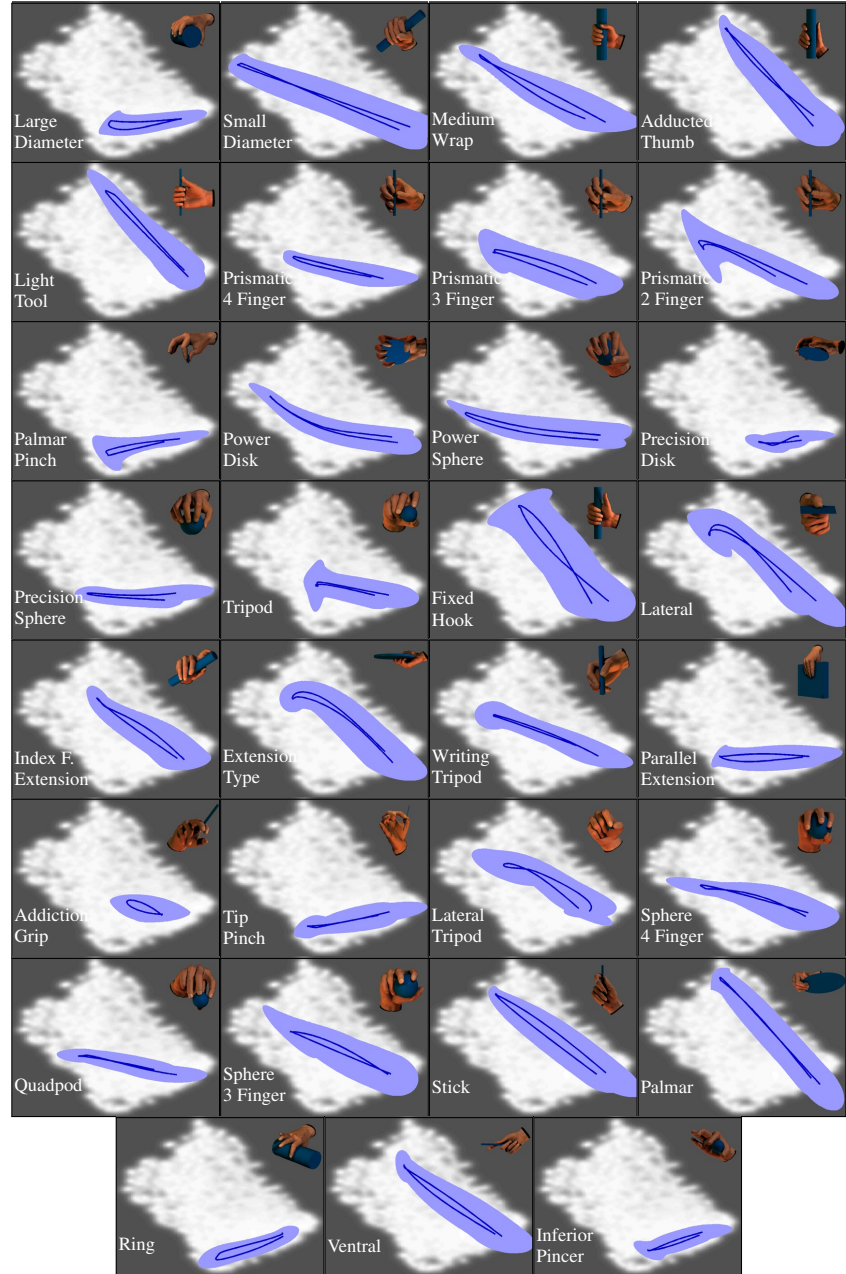 Large
Diameter
Small
Diameter
Medium
Wrap
Adducted
Thumb
Light
Tool
Prismatic
4 Finger
Prismatic
3 Finger
Prismatic
2 Finger
Palmar
Pinch
Power
Disk
Power
Sphere
Precision
Disk
Precision
Sphere
Tripod
Fixed
Hook
Lateral
Index F.
Extension
Extension
Type
Writing
Tripod
Parallel
Extension
Addiction
Grip
Tip
Pinch
Lateral
Tripod
Sphere
4 Finger
Quadpod
Sphere
3 Finger
Stick
Palmar
Ring
Ventral
Inferior
Pincer